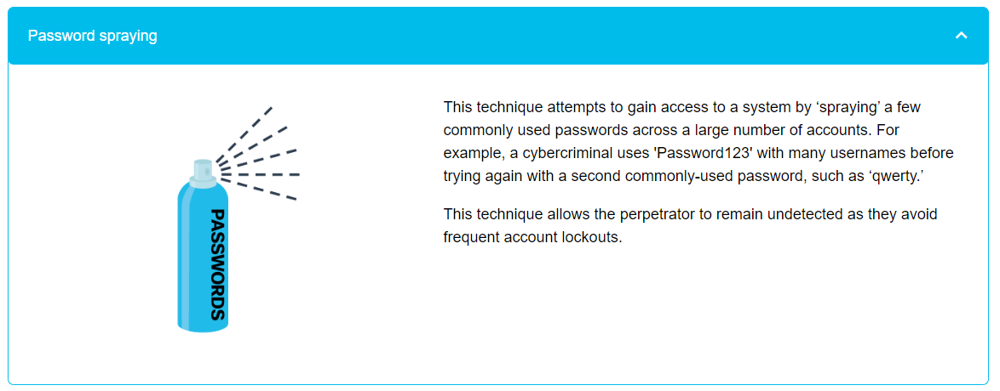 Password spraying
This technique attempts to gain access to a system by ‘spraying’ a few
commonly used passwords across a large number of accounts. For
example, a cybercriminal uses 'Password123' with many usernames before
trying again with a second commonly-used password, such as ‘qwerty.’
This technique allows the perpetrator to remain undetected as they avoid
frequent account lockouts.
PASSWORDS